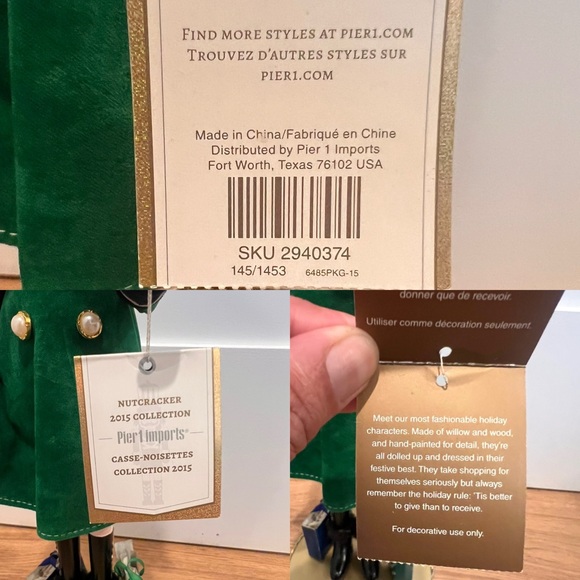 FIND MORE STYLES AT PIER1.COM
TROUVEZ D'AUTRES STYLES SUR
PIER1.COM
Made in China/Fabriqué en Chine
Distributed by Pier 1 Imports
Fort Worth, Texas 76102 USA
SKU 2940374
145/1453 6485PKG-15
NUTCRACKER
2015 COLLECTION
Pier 1 Imports®
CASSE-NOISETTES
COLLECTION 2015
donner que de recevoir.
Utiliser comme décoration seulement.
Meet our most fashionable holiday
characters. Made of willow and wood,
and hand-painted for detail, they're
all dolled up and dressed in their
festive best. They take shopping for
themselves seriously but always
remember the holiday rule: 'Tis better
to give than to receive.
For decorative use only.